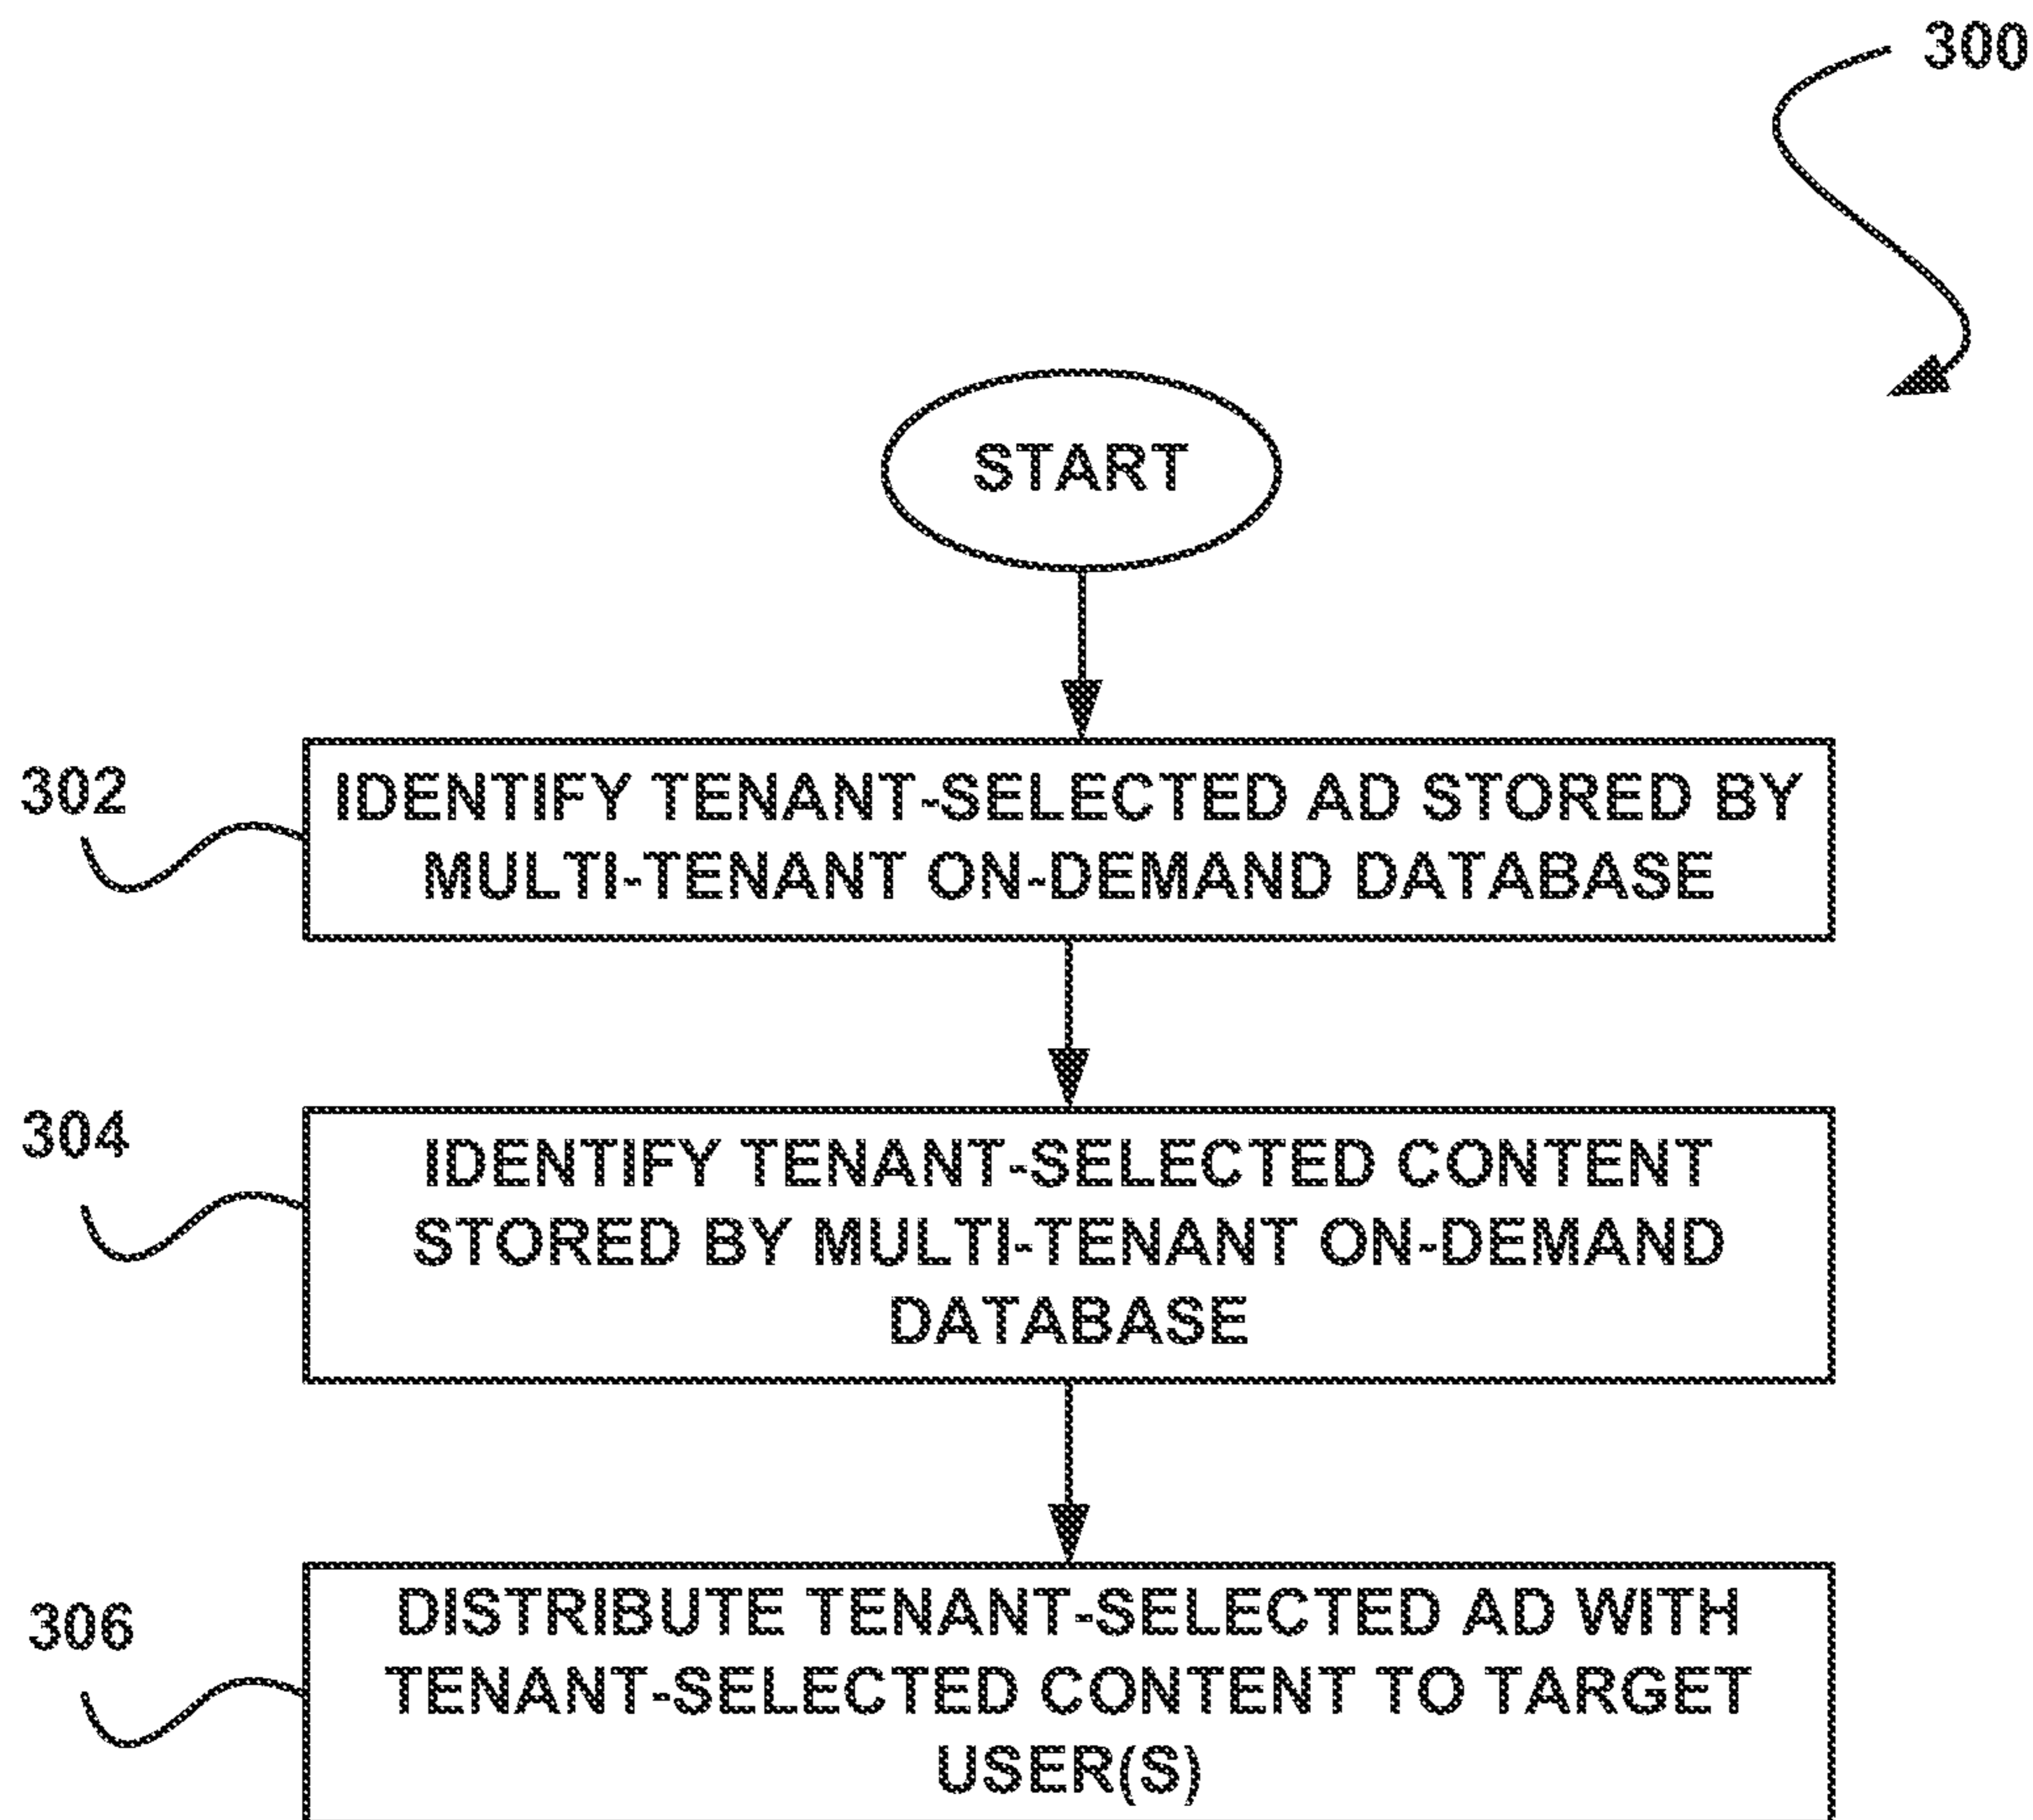 300
START
302
IDENTIFY TENANT-SELECTED AD STORED BY
MULTI-TENANT ON-DEMAND DATABASE
304
IDENTIFY TENANT-SELECTED CONTENT
STORED BY MULTI-TENANT ON-DEMAND
DATABASE
306
DISTRIBUTE TENANT-SELECTED AD WITH
TENANT-SELECTED CONTENT TO TARGET
USER(S)